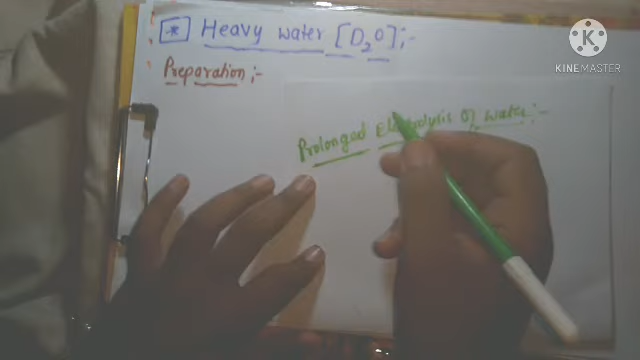 * Heavy water [D2O];-
Preparation;-
Prolonged Electrolysis Of water:-
K
KINEMASTER